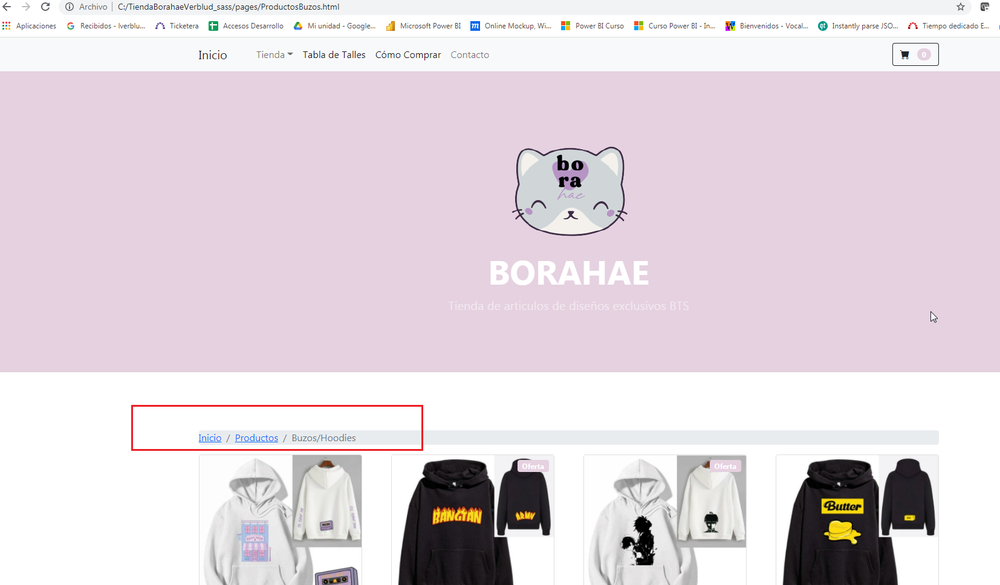 Archivo | C:/TiendaBorahaeVerblud_sass/pages/ProductosBuzos.html
Aplicaciones Recibidos - lverblu... Ticketera Accesos Desarrollo Mi unidad - Google... Microsoft Power BI Online Mockup, Wi... Power BI Curso Curso Power BI - In... Bienvenidos - Vocal... Instantly parse JSO... Tiempo dedicado E...
Inicio Tienda Tabla de Talles Cómo Comprar Contacto 0
bo
ra
hae
BORAHAE
Tienda de articulos de diseños exclusivos BTS
Inicio / Productos / Buzos/Hoodies
Oferta Oferta
BANGTAN ARMY Butter